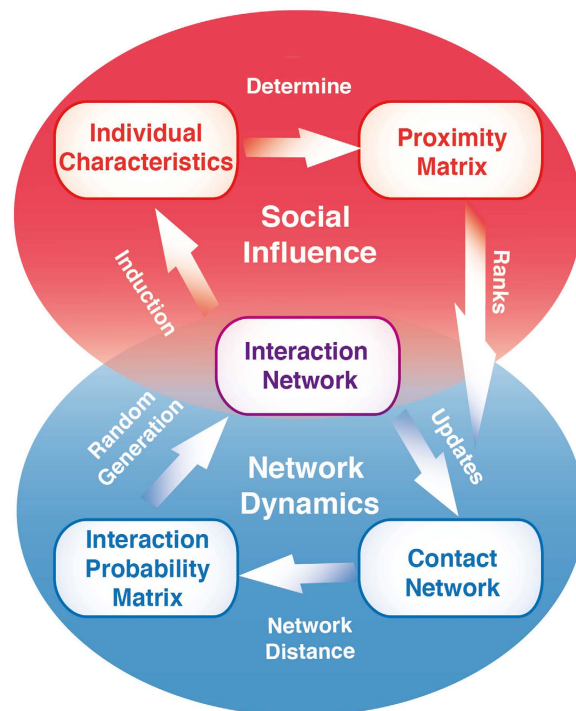 Determine
Individual
Characteristics
Proximity
Matrix
Social
Influence
Induction
Ranks
Interaction
Network
Random
Generation
Updates
Network
Dynamics
Interaction
Probability
Matrix
Contact
Network
Network
Distance